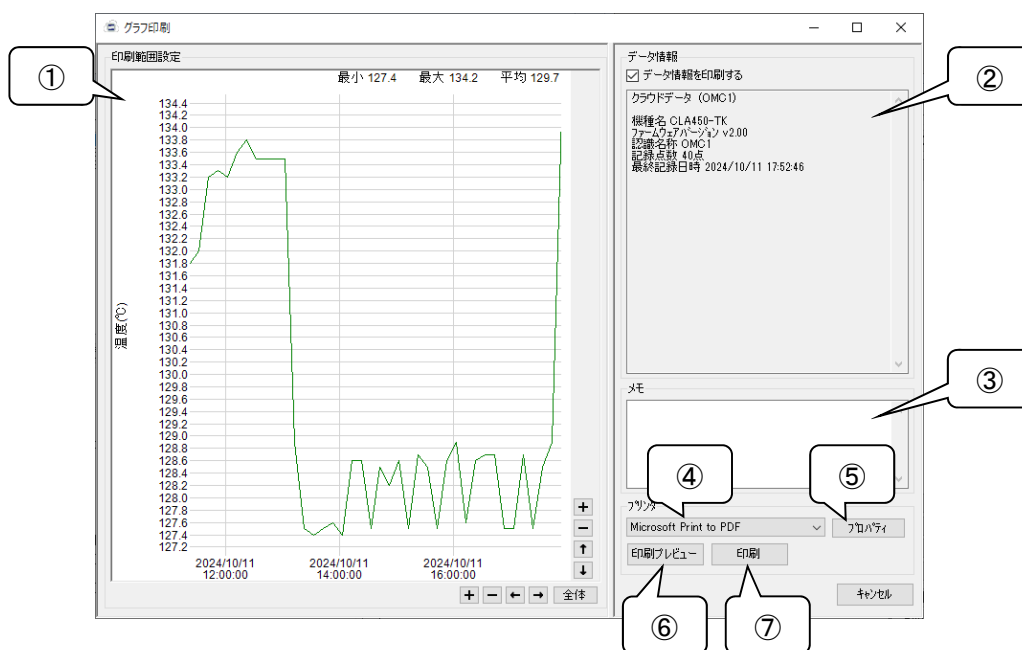 グラフ印刷
印刷範囲設定
①
最小 127.4 最大 134.2 平均 129.7
134.4
134.2
134.0
133.8
133.6
133.4
133.2
133.0
132.8
132.6
132.4
132.2
132.0
131.8
131.6
131.4
131.2
131.0
130.8
130.6
130.4
130.2
130.0
129.8
129.6
129.4
129.2
129.0
128.8
128.6
128.4
128.2
128.0
127.8
127.6
127.4
127.2
温度(℃)
2024/10/11 2024/10/11 2024/10/11
12:00:00 14:00:00 16:00:00
+
−
↑
↓
+ − ← → 全体
データ情報
データ情報を印刷する
②
クラウドデータ (OMC1)
機種名 CLA450-TK
ファームウェアバージョン v2.00
認識名称 OMC1
記録点数 40点
最終記録日時 2024/10/11 17:52:46
メモ
③
④
⑤
プリンタ
Microsoft Print to PDF
プロパティ
印刷プレビュー 印刷
キャンセル
⑥
⑦